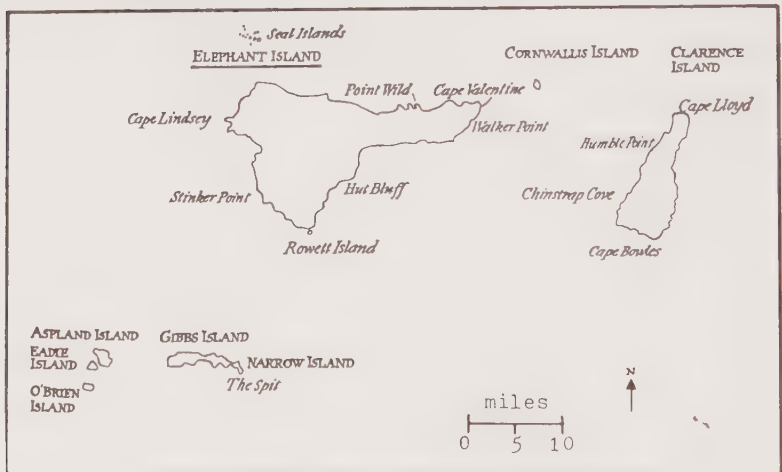 Seal Islands
ELEPHANT ISLAND
CORNWALLIS ISLAND
CLARENCE
ISLAND
Point Wild
Cape Valentine
Cape Lindsey
Walker Point
Cape Lloyd
Humble Point
Stinker Point
Hut Bluff
Chinstrap Cove
Rowett Island
Cape Bowles
ASPLAND ISLAND
EADIE
ISLAND
GIBBS ISLAND
NARROW ISLAND
The Spit
O'BRIEN
ISLAND
N
miles
0 5 10